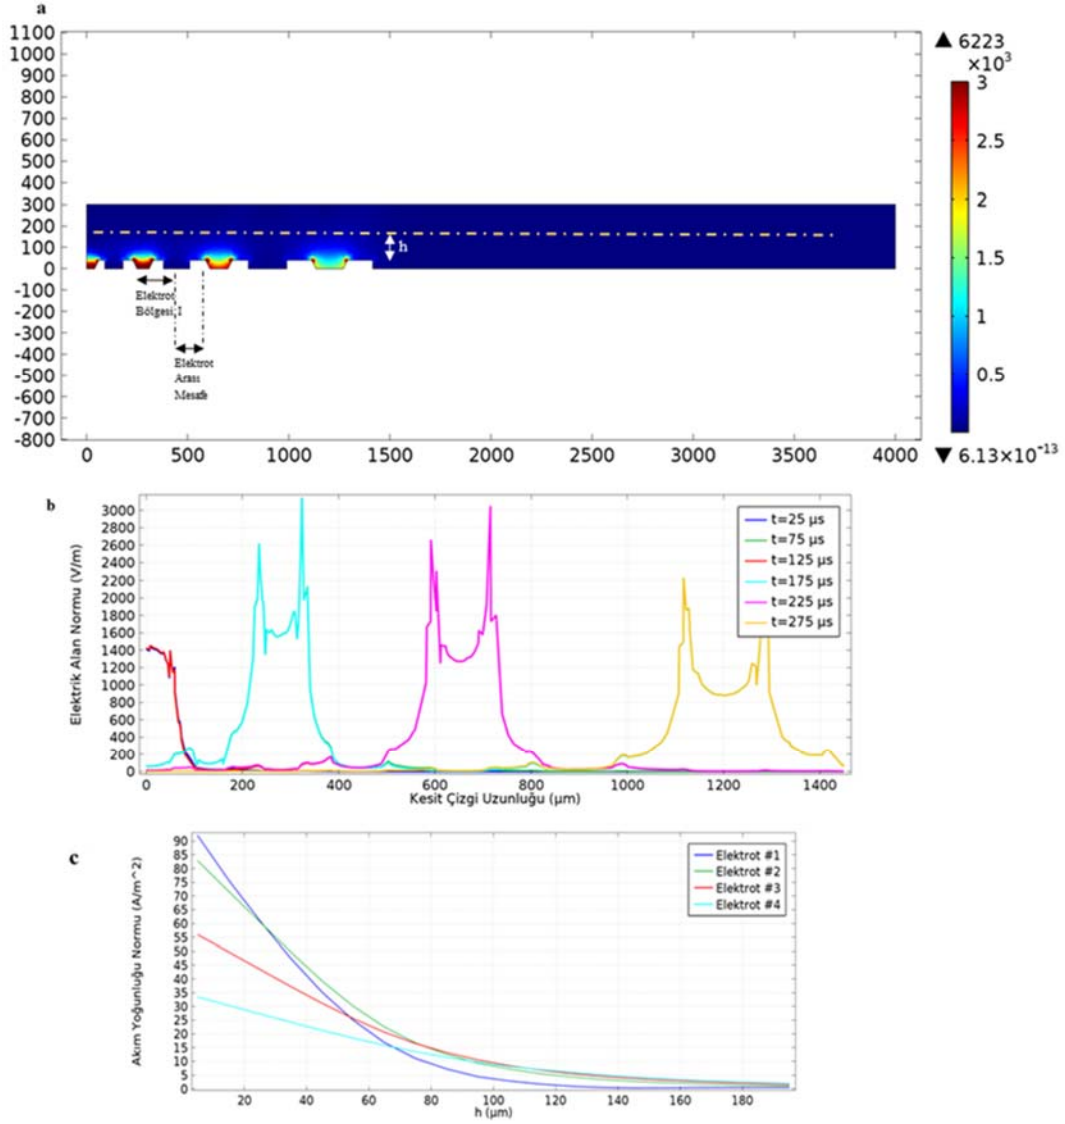 a
1100
1000
900
800
700
600
500
400
300
200
100
0
-100
-200
-300
-400
-500
-600
-700
-800
0 500 1000 1500 2000 2500 3000 3500 4000
h
Elektrot
Bölgesi 1
Elektrot
Arası
Mesafe
▲ 6223
×10³
3
2.5
2
1.5
1
0.5
▼ 6.13×10⁻¹³
b
Elektrik Alan Normu (V/m)
3000
2800
2600
2400
2200
2000
1800
1600
1400
1200
1000
800
600
400
200
0
0 200 400 600 800 1000 1200 1400
Kesit Çizgi Uzunluğu (μm)
t=25 μs
t=75 μs
t=125 μs
t=175 μs
t=225 μs
t=275 μs
c
Akım Yoğunluğu Normu (A/m^2)
90
85
80
75
70
65
60
55
50
45
40
35
30
25
20
15
10
5
0
20 40 60 80 100 120 140 160 180
h (μm)
Elektrot #1
Elektrot #2
Elektrot #3
Elektrot #4